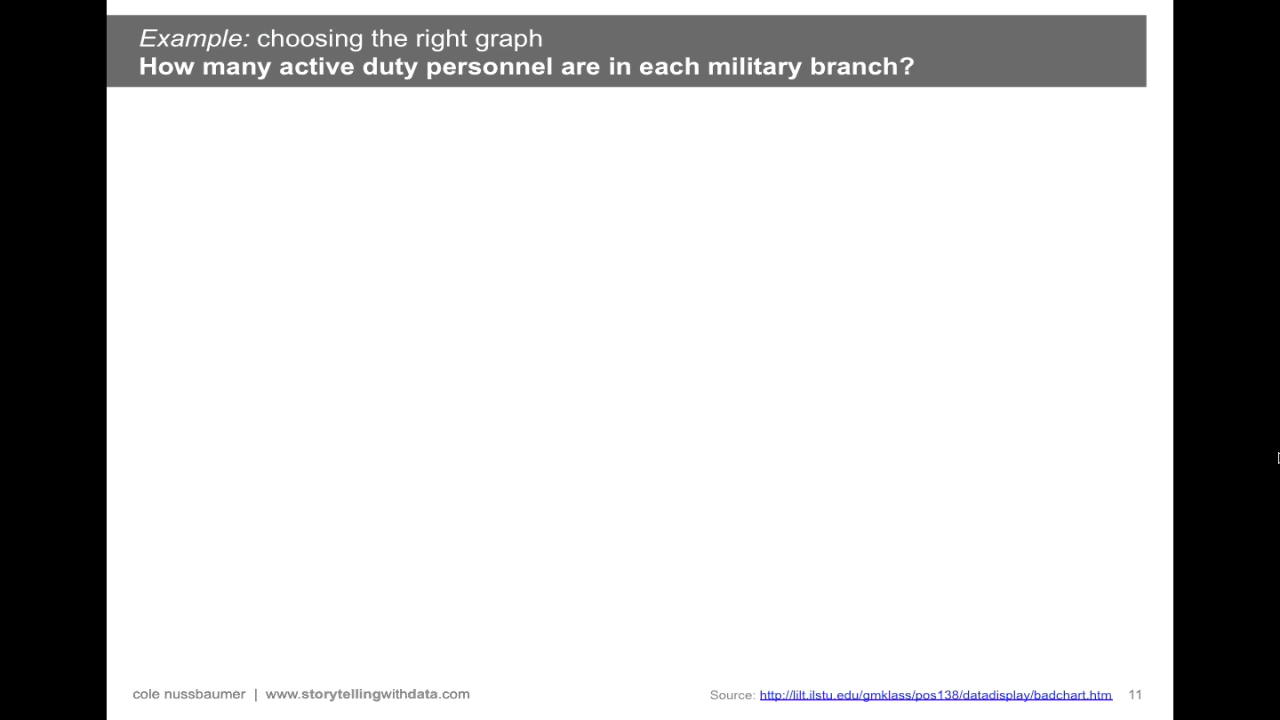 Example: choosing the right graph
How many active duty personnel are in each military branch?
cole nussbaumer | www.storytellingwithdata.com
Source: http://lilt.ilstu.edu/gmklass/pos138/datadisplay/badchart.htm 11